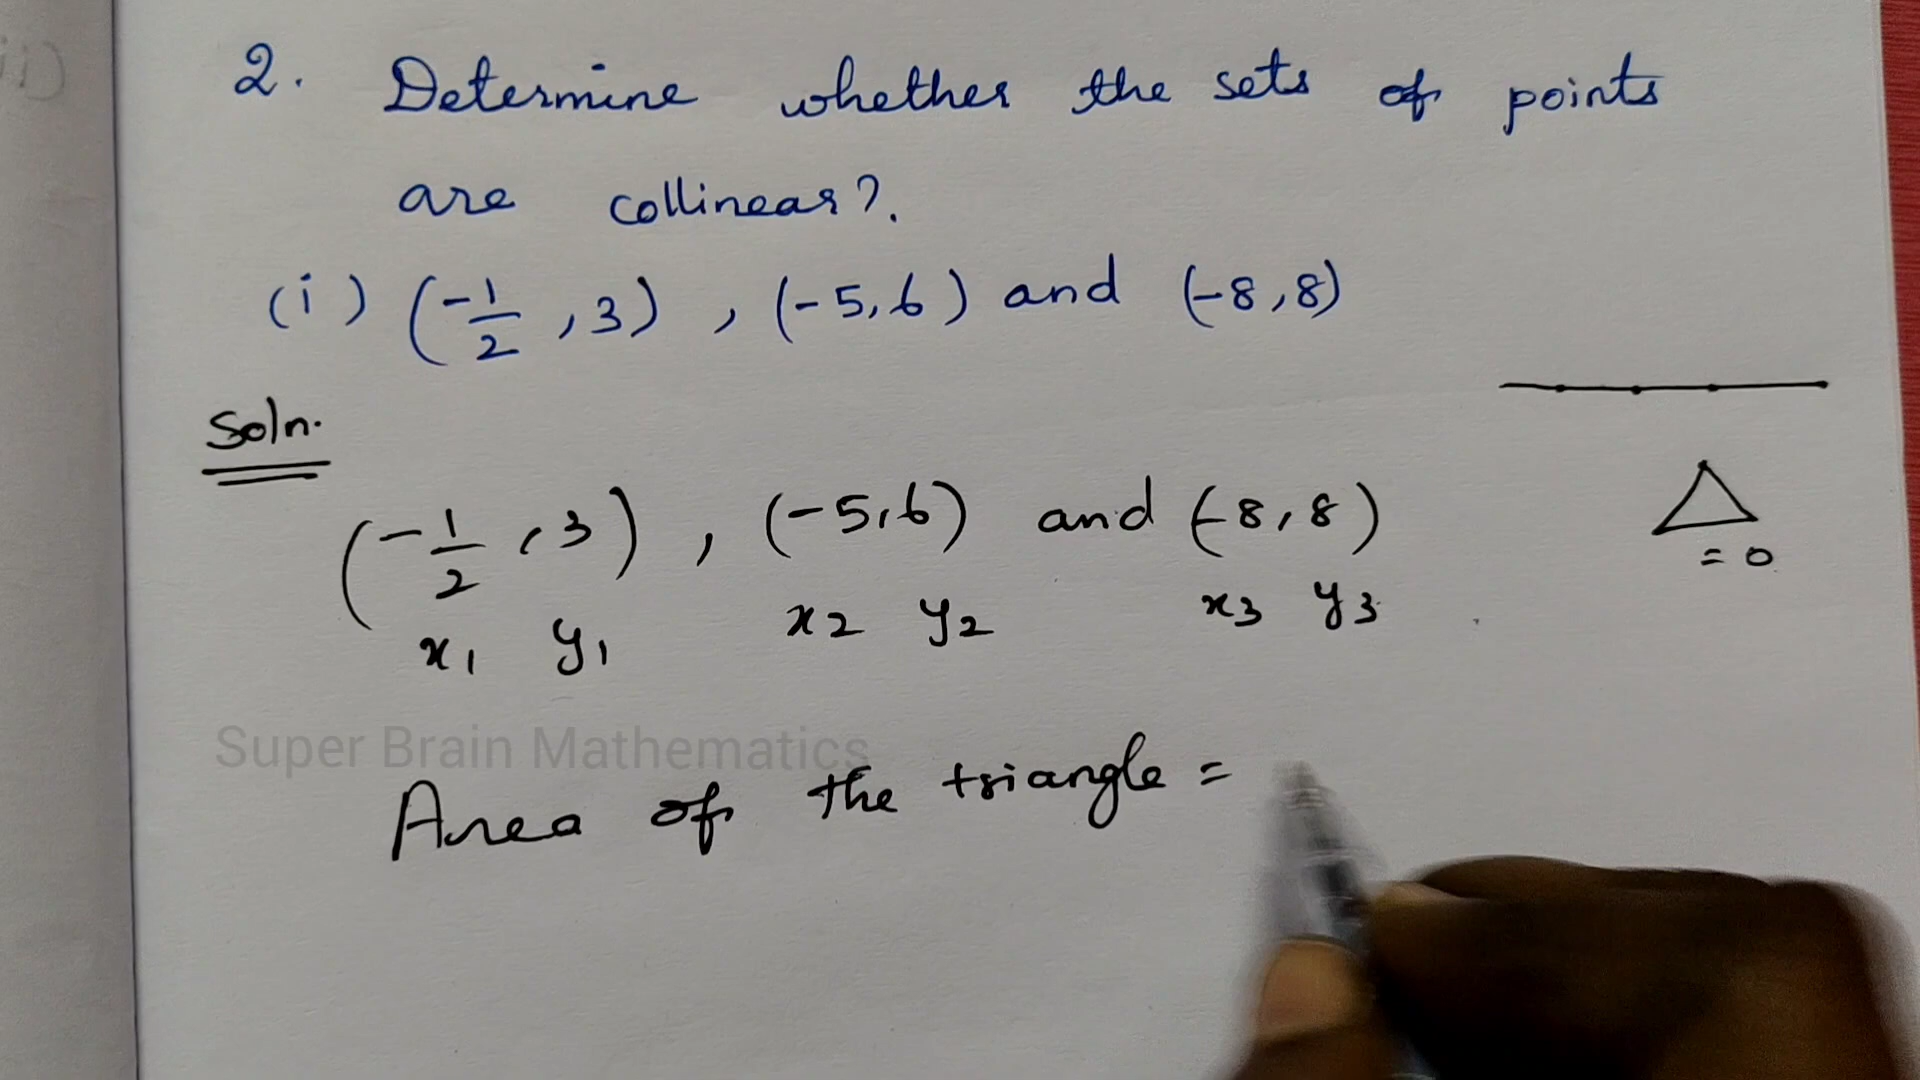 2. Determine whether the sets of points
are collinear?.
(i) (-1/2, 3), (-5, 6) and (-8, 8)
Soln.
(-1/2, 3), (-5, 6) and (-8, 8)
= 0
x1 y1 x2 y2 x3 y3
Super Brain Mathematics
Area of the triangle =